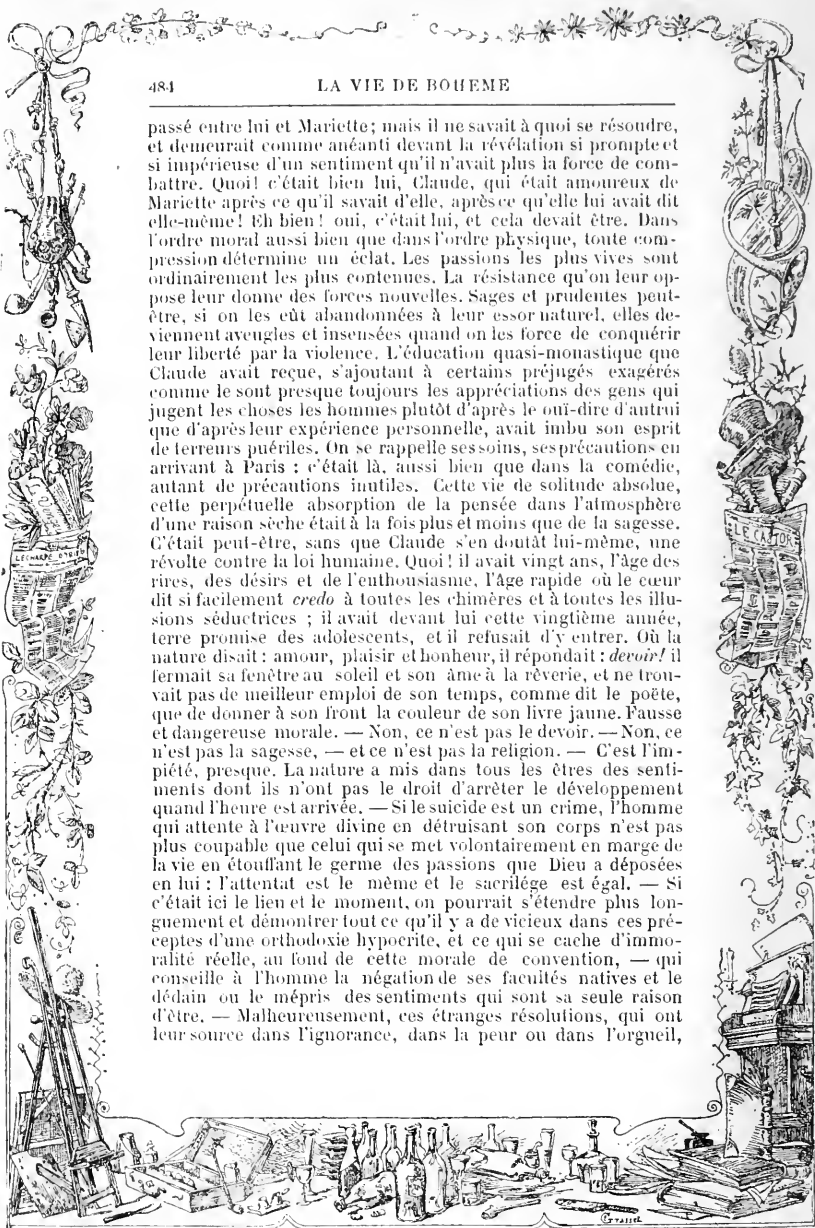 484
LA VIE DE BOHEME
passé entre lui et Mariette; mais il ne savait à quoi se résoudre,
et demeurait comme anéanti devant la révélation si prompte et
si impérieuse d'un sentiment qu'il n'avait plus la force de com-
battre. Quoi! c'était bien lui, Claude, qui était amoureux de
Mariette après ce qu'il savait d'elle, après ce qu'elle lui avait dit
elle-même! Eh bien! oui, c'était lui, et cela devait être. Dans
l'ordre moral aussi bien que dans l'ordre physique, toute com-
pression détermine un éclat. Les passions les plus vives sont
ordinairement les plus contenues. La résistance qu'on leur op-
pose leur donne des forces nouvelles. Sages et prudentes peut-
être, si on les eût abandonnées à leur essor naturel, elles de-
viennent aveugles et insensées quand on les force de conquérir
leur liberté par la violence. L'éducation quasi-monastique que
Claude avait reçue, s'ajoutant à certains préjugés exagérés
comme le sont presque toujours les appréciations des gens qui
jugent les choses les hommes plutôt d'après le ouï-dire d'autrui
que d'après leur expérience personnelle, avait imbu son esprit
de terreurs puériles. On se rappelle ses soins, ses précautions en
arrivant à Paris : c'était là, aussi bien que dans la comédie,
autant de précautions inutiles. Cette vie de solitude absolue,
cette perpétuelle absorption de la pensée dans l'atmosphère
d'une raison sèche était à la fois plus et moins que de la sagesse.
C'était peut-être, sans que Claude s'en doutât lui-même, une
révolte contre la loi humaine. Quoi! il avait vingt ans, l'âge des
rires, des désirs et de l'enthousiasme, l'âge rapide où le cœur
dit si facilement credo à toutes les chimères et à toutes les illu-
sions séductrices ; il avait devant lui cette vingtième année,
terre promise des adolescents, et il refusait d'y entrer. Où la
nature disait : amour, plaisir et bonheur, il répondait : devoir! il
fermait sa fenêtre au soleil et son âme à la rêverie, et ne trou-
vait pas de meilleur emploi de son temps, comme dit le poëte,
que de donner à son front la couleur de son livre jaune. Fausse
et dangereuse morale. — Non, ce n'est pas le devoir. — Non, ce
n'est pas la sagesse, — et ce n'est pas la religion. — C'est l'im-
piété, presque. La nature a mis dans tous les êtres des senti-
ments dont ils n'ont pas le droit d'arrêter le développement
quand l'heure est arrivée. — Si le suicide est un crime, l'homme
qui attente à l'œuvre divine en détruisant son corps n'est pas
plus coupable que celui qui se met volontairement en marge de
la vie en étouffant le germe des passions que Dieu a déposées
en lui : l'attentat est le même et le sacrilége est égal. — Si
c'était ici le lieu et le moment, on pourrait s'étendre plus lon-
guement et démontrer tout ce qu'il y a de vicieux dans ces pré-
ceptes d'une orthodoxie hypocrite, et ce qui se cache d'immo-
ralité réelle, au fond de cette morale de convention, — qui
conseille à l'homme la négation de ses facultés natives et le
dédain ou le mépris des sentiments qui sont sa seule raison
d'être. — Malheureusement, ces étranges résolutions, qui ont
leur source dans l'ignorance, dans la peur ou dans l'orgueil,
LECHARPE D'IRIS
LE CASTOR